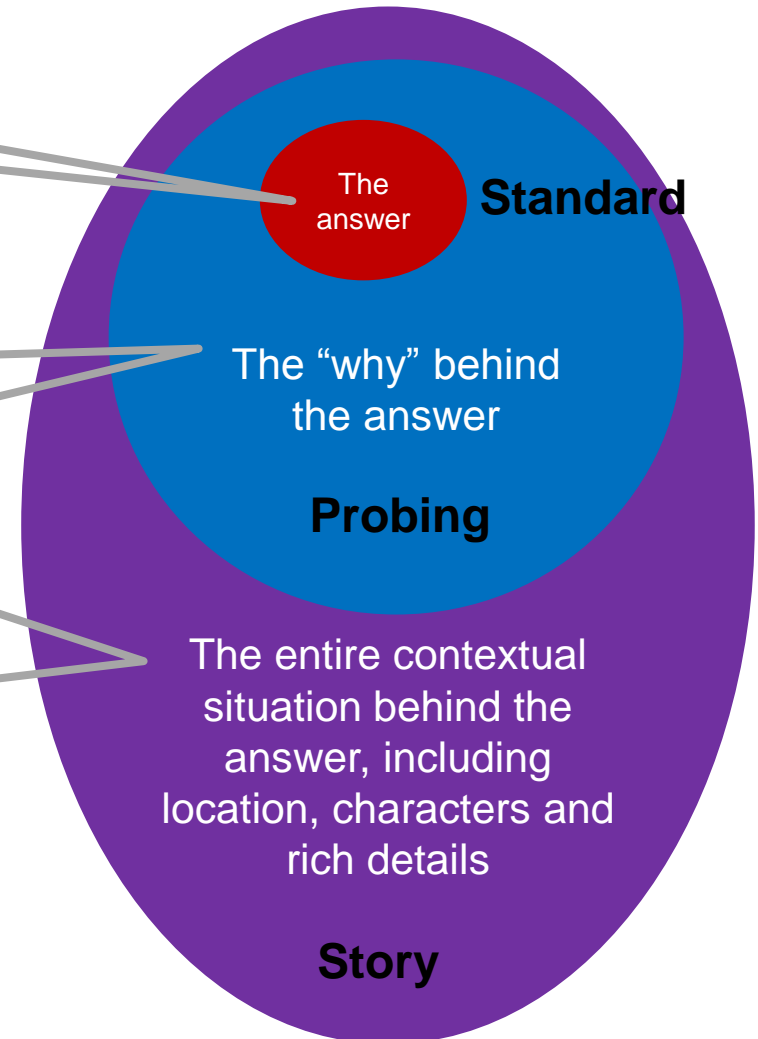 The
answer
Standard
The “why” behind
the answer
Probing
The entire contextual
situation behind the
answer, including
location, characters and
rich details
Story